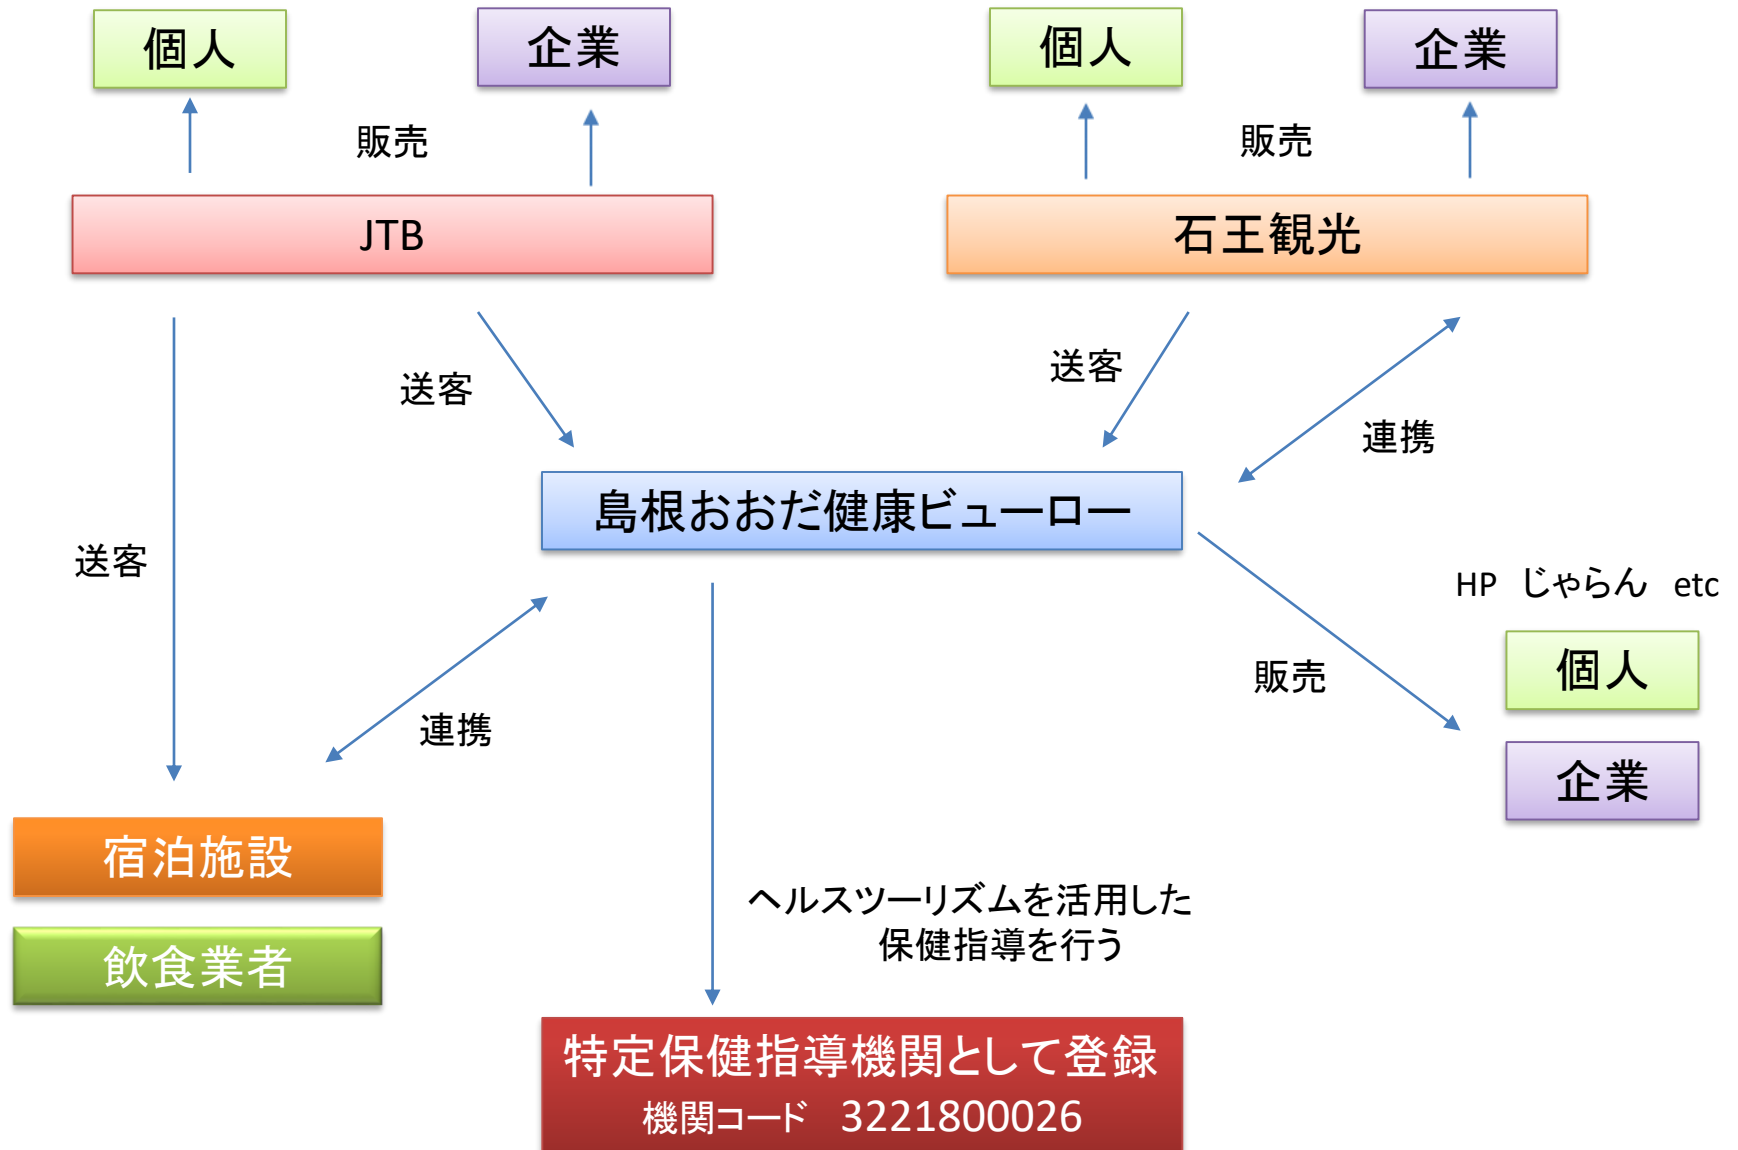 個人
企業
個人
企業
販売
販売
JTB
石王観光
送客
送客
連携
島根おおだ健康ビューロー
送客
HP じゃらん etc
個人
販売
連携
企業
宿泊施設
ヘルスツーリズムを活用した
保健指導を行う
飲食業者
特定保健指導機関として登録
機関コード 3221800026